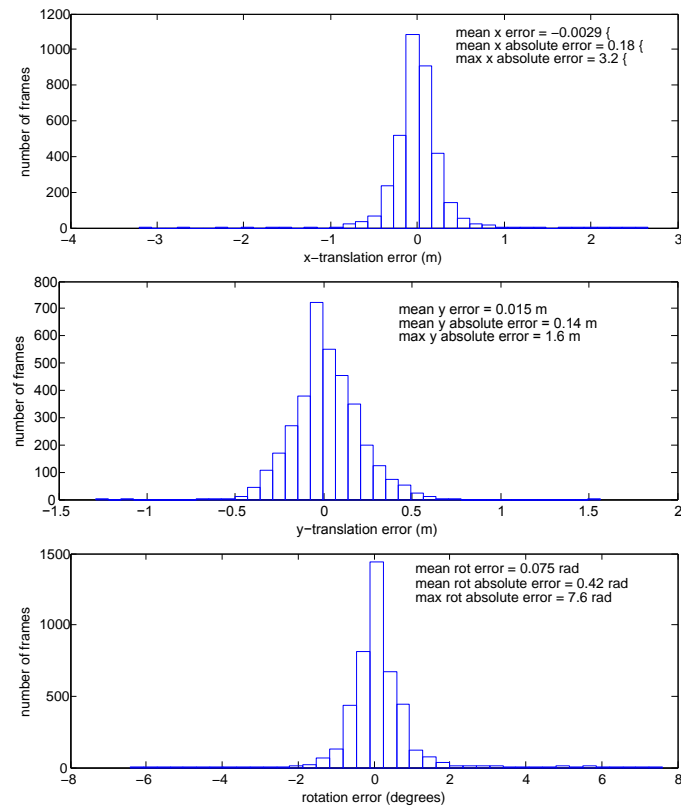 1200
1000
800
600
400
200
0
number of frames
mean x error = −0.0029 {
mean x absolute error = 0.18 {
max x absolute error = 3.2 {
−4 −3 −2 −1 0 1 2 3
x−translation error (m)
800
700
600
500
400
300
200
100
0
number of frames
mean y error = 0.015 m
mean y absolute error = 0.14 m
max y absolute error = 1.6 m
−1.5 −1 −0.5 0 0.5 1 1.5 2
y−translation error (m)
1500
1000
500
0
number of frames
mean rot error = 0.075 rad
mean rot absolute error = 0.42 rad
max rot absolute error = 7.6 rad
−8 −6 −4 −2 0 2 4 6 8
rotation error (degrees)